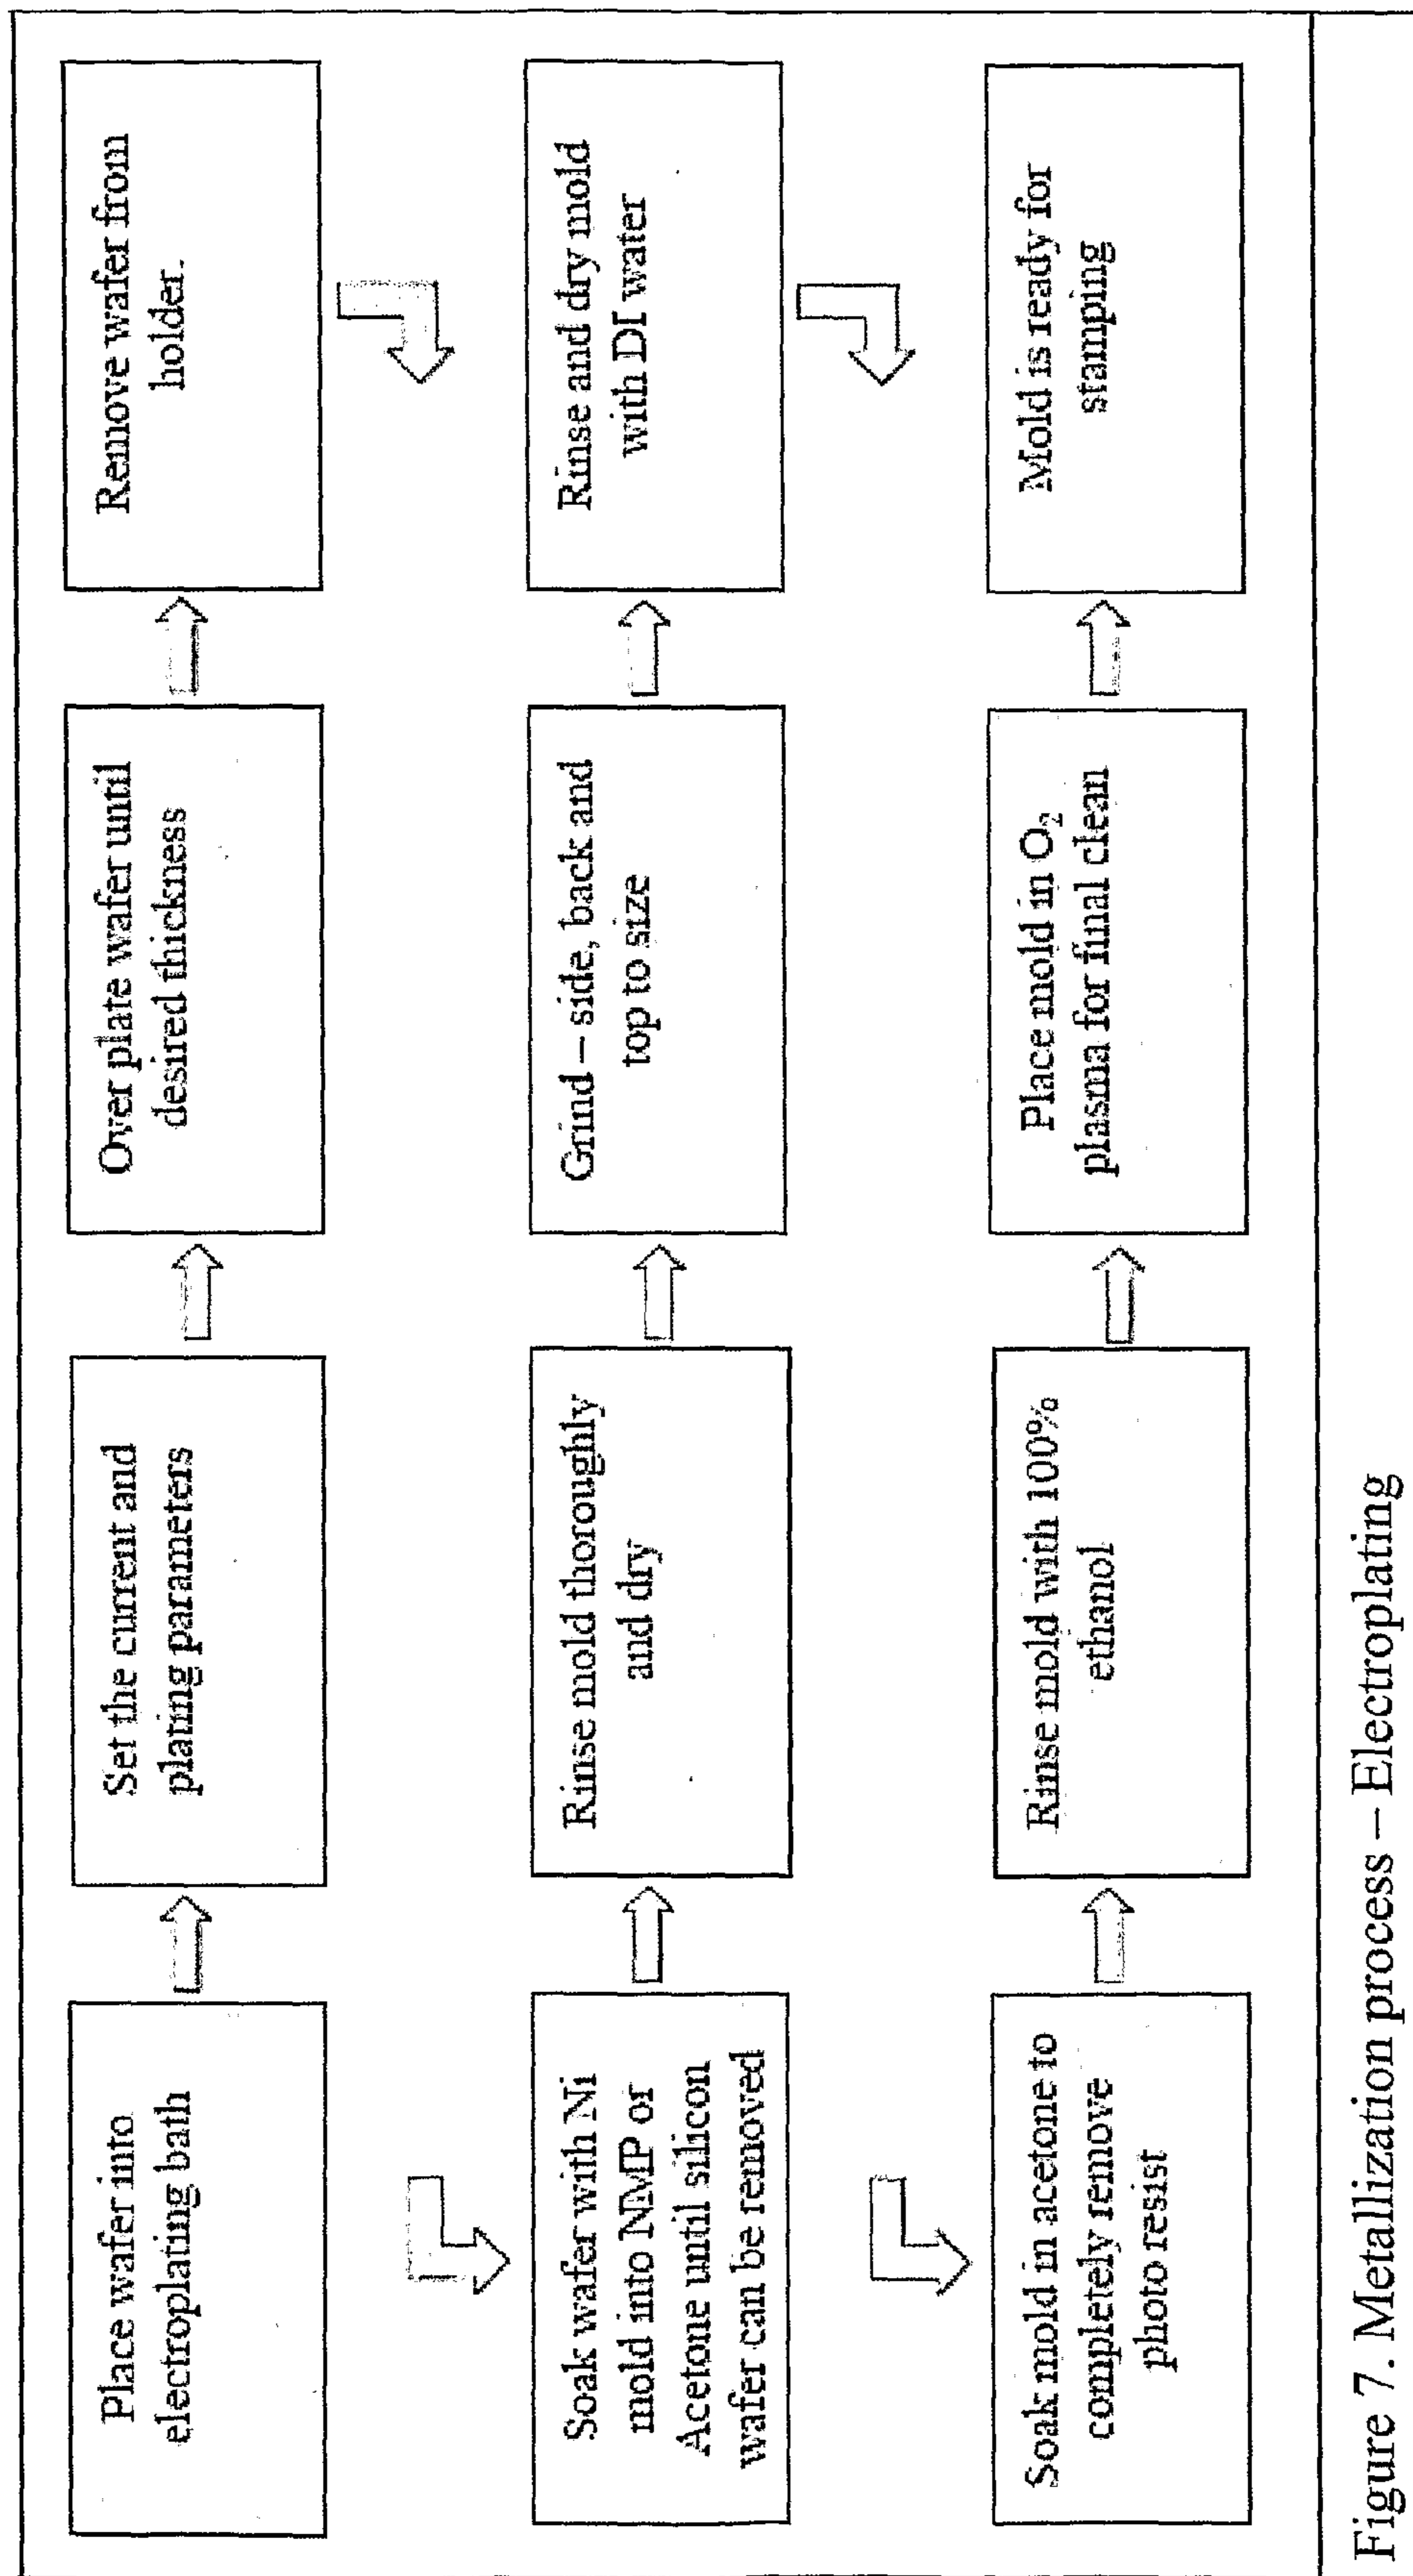 Place wafer into
electroplating bath
Set the current and
plating parameters
Over plate wafer until
desired thickness
Remove wafer from
holder.
Soak wafer with Ni
mold into NMP or
Acetone until silicon
wafer can be removed
Rinse mold thoroughly
and dry
Grind – side, back and
top to size
Rinse and dry mold
with DI water
Soak mold in acetone to
completely remove
photo resist
Rinse mold with 100%
ethanol
Place mold in O₂
plasma for final clean
Mold is ready for
stamping
Figure 7. Metallization process – Electroplating